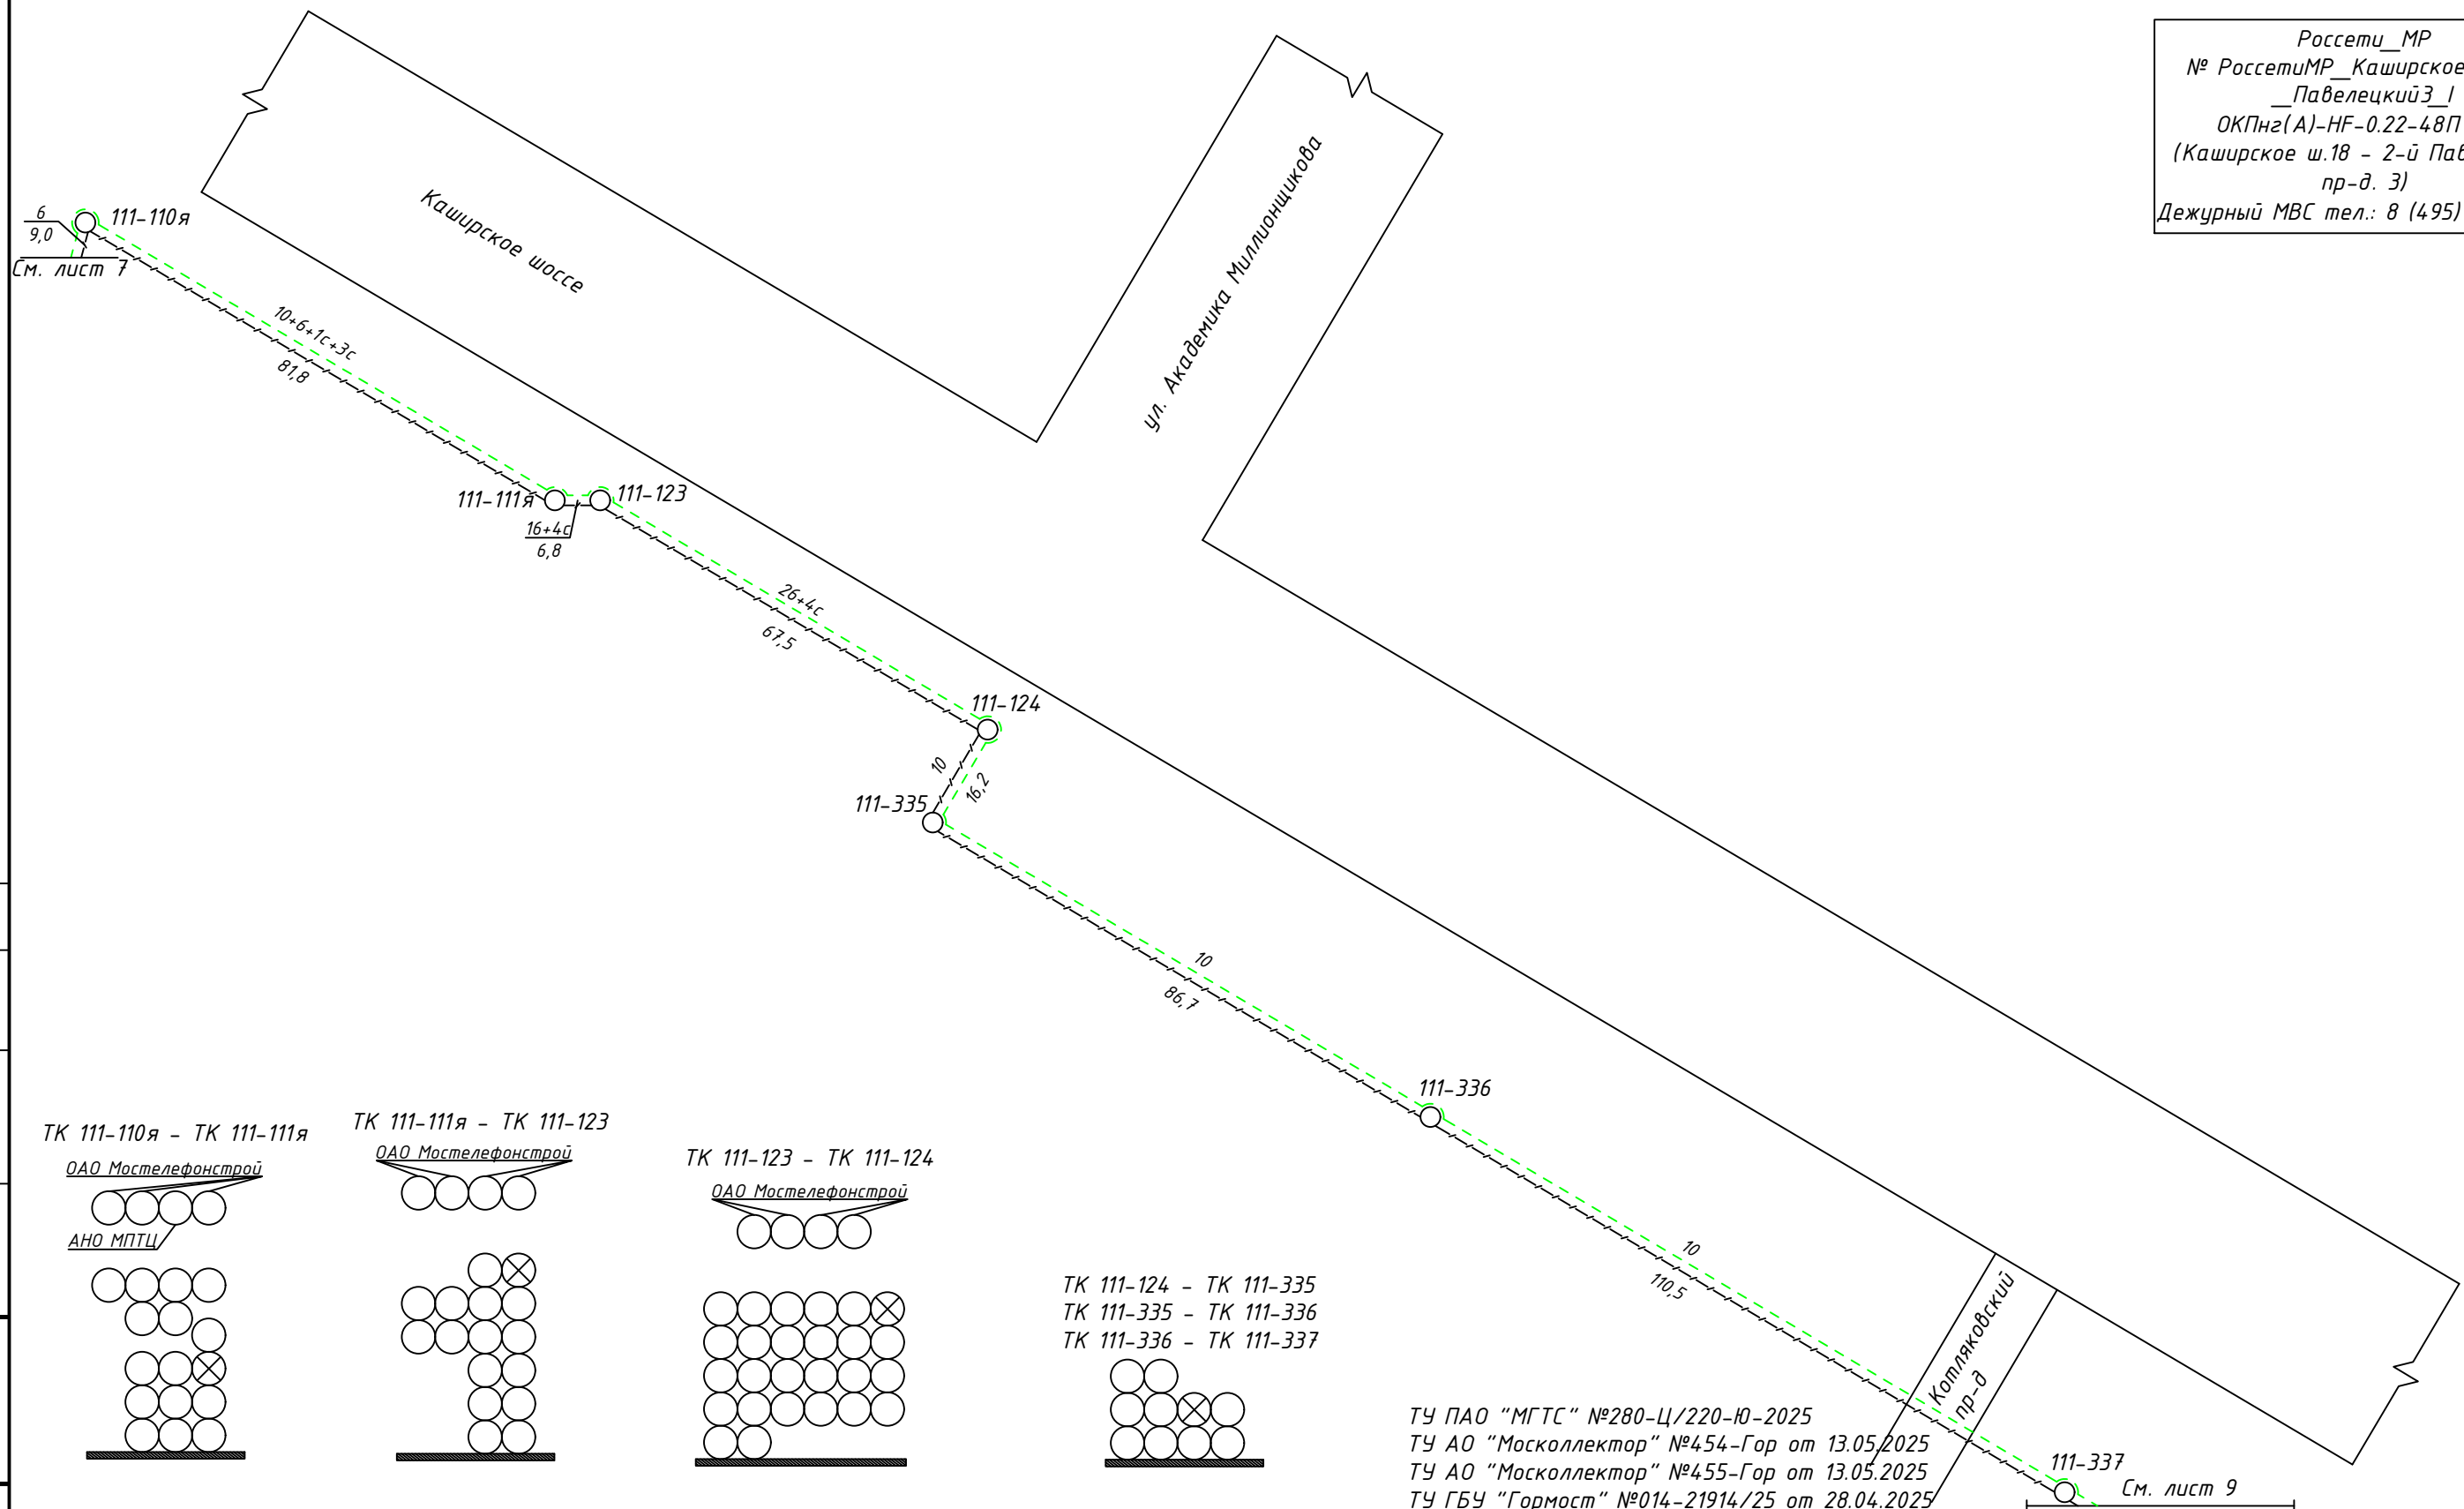 Россети_МР
№ РоссетиМР_Каширское
_Павелецкий3_1
ОКПнг(А)-HF-0.22-48П
(Каширское ш.18 - 2-й Пав
пр-д. 3)
Дежурный МВС тел.: 8 (495)
Каширское шоссе
ул. Академика Миллионщикова
6
9,0
111-110я
См. лист 7
10+6+1с+3с
81,8
111-111я
111-123
16+4с
6,8
26+4с
67,5
111-124
10
16,2
111-335
10
86,7
111-336
10
110,5
Котляковский
пр-д
111-337
См. лист 9
ТК 111-110я - ТК 111-111я
ОАО Мостелефонстрой
АНО МПТЦ
ТК 111-111я - ТК 111-123
ОАО Мостелефонстрой
ТК 111-123 - ТК 111-124
ОАО Мостелефонстрой
ТК 111-124 - ТК 111-335
ТК 111-335 - ТК 111-336
ТК 111-336 - ТК 111-337
ТУ ПАО "МГТС" №280-Ц/220-Ю-2025
ТУ АО "Москоллектор" №454-Гор от 13.05.2025
ТУ АО "Москоллектор" №455-Гор от 13.05.2025
ТУ ГБУ "Гормост" №014-21914/25 от 28.04.2025